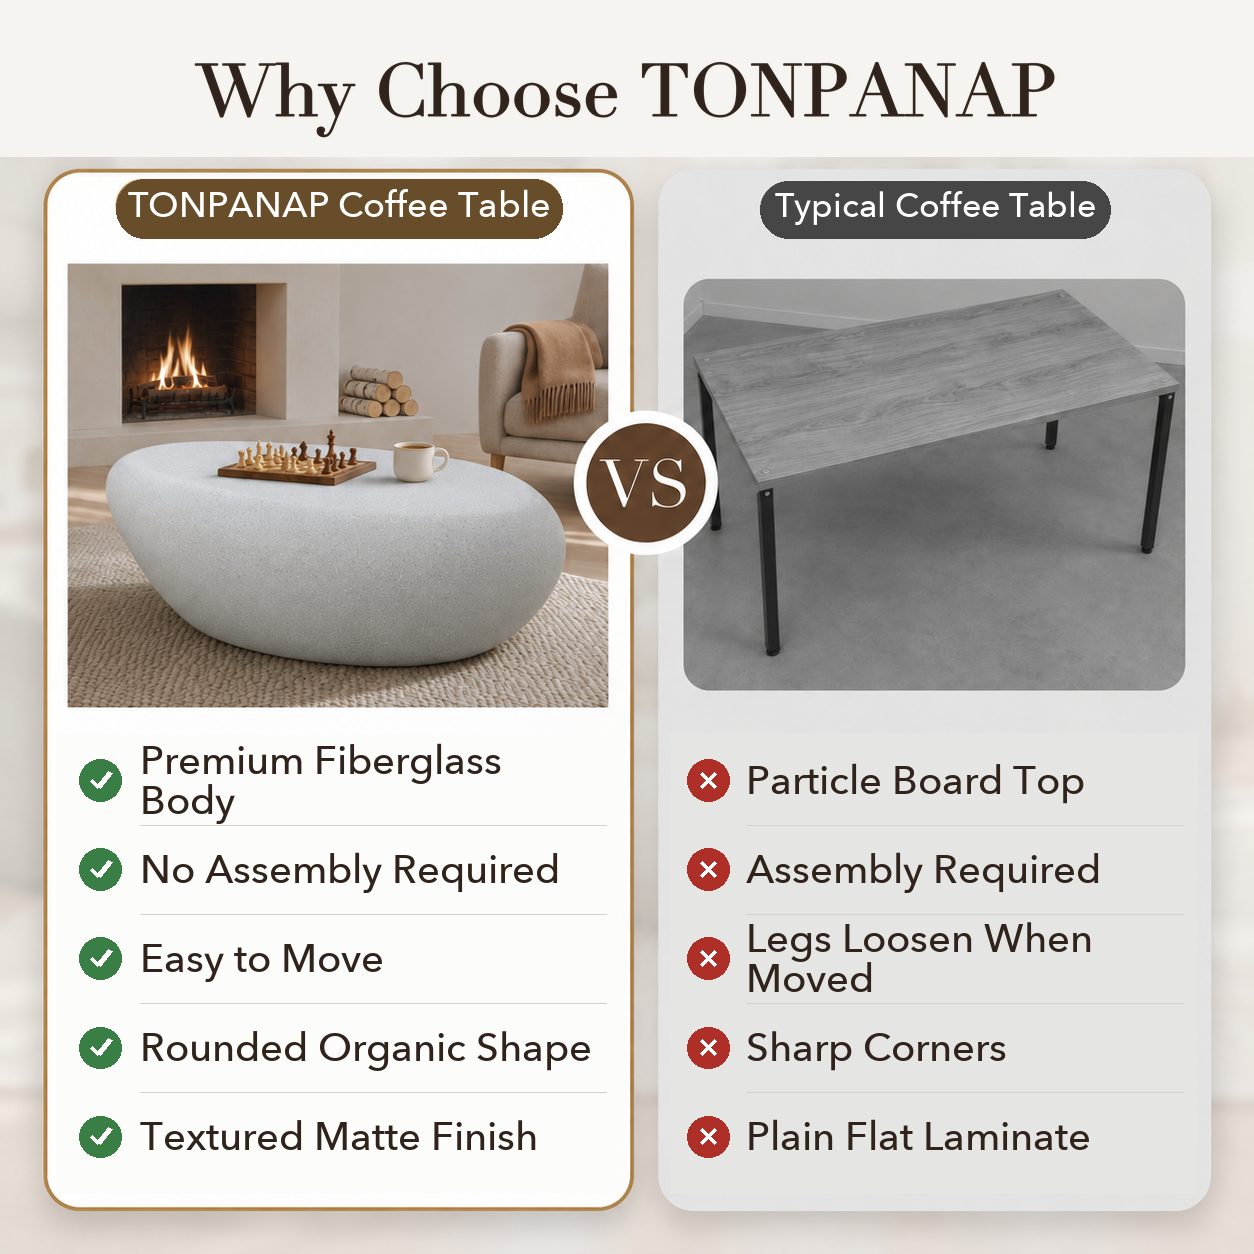 Why Choose TONPANAP
TONPANAP Coffee Table
Typical Coffee Table
VS
Premium Fiberglass
Body
No Assembly Required
Easy to Move
Rounded Organic Shape
Textured Matte Finish
Particle Board Top
Assembly Required
Legs Loosen When
Moved
Sharp Corners
Plain Flat Laminate